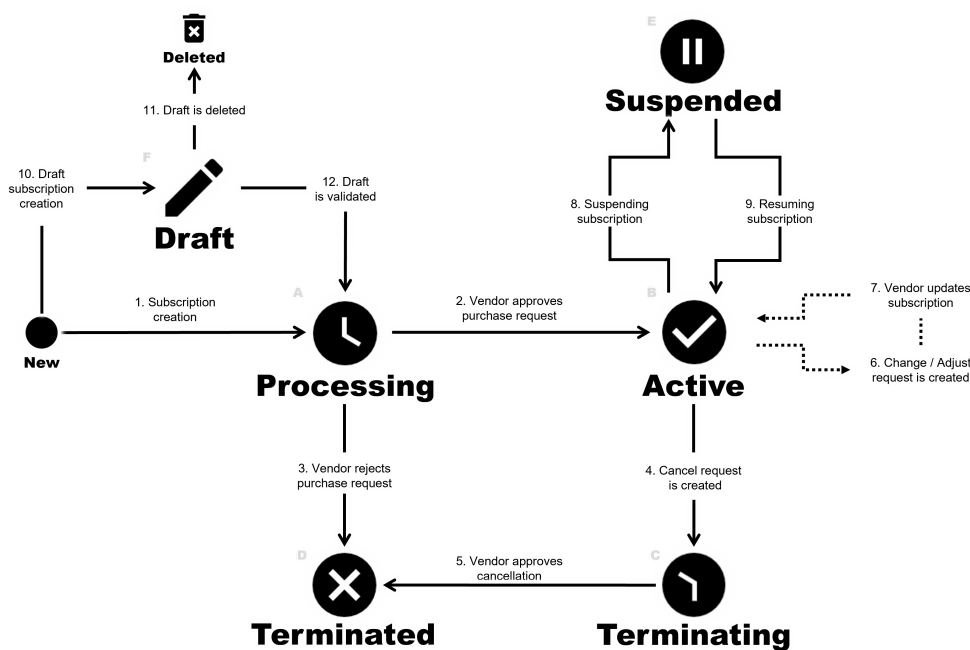 E
Deleted
Suspended
11. Draft is deleted
F
10. Draft
subscription
creation
12. Draft
is validated
8. Suspending
subscription
9. Resuming
subscription
Draft
A
B
1. Subscription
creation
2. Vendor approves
purchase request
7. Vendor updates
subscription
New
6. Change / Adjust
request is created
Processing
Active
3. Vendor rejects
purchase request
4. Cancel request
is created
D
C
5. Vendor approves
cancellation
Terminated
Terminating